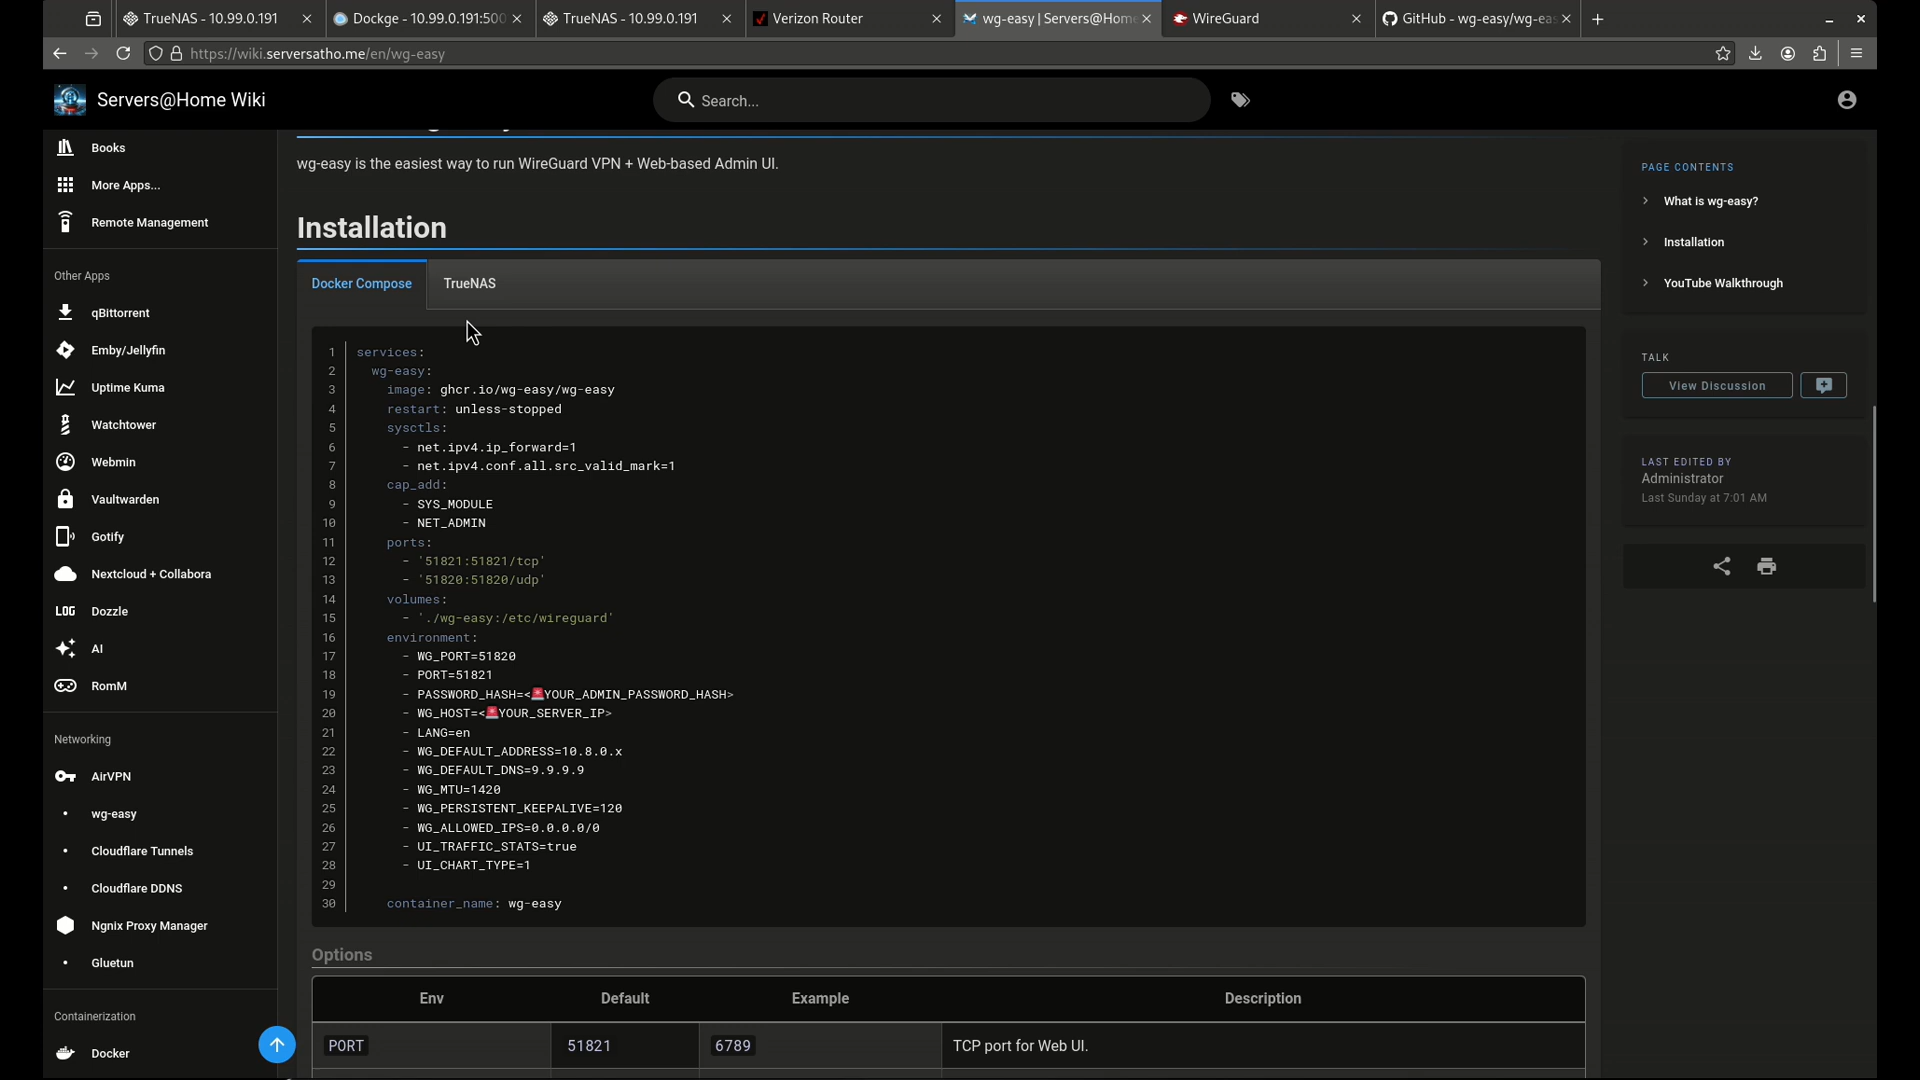 TrueNAS - 10.99.0.191
Dockge - 10.99.0.191:500
TrueNAS - 10.99.0.191
Verizon Router
wg-easy | Servers@Home
WireGuard
GitHub - wg-easy/wg-eas
https://wiki.serversatho.me/en/wg-easy
Servers@Home Wiki
Search...
Books
More Apps...
Remote Management
Other Apps
qBittorrent
Emby/Jellyfin
Uptime Kuma
Watchtower
Webmin
Vaultwarden
Gotify
Nextcloud + Collabora
LOG Dozzle
AI
RomM
Networking
AirVPN
• wg-easy
• Cloudflare Tunnels
• Cloudflare DDNS
Ngnix Proxy Manager
• Gluetun
Containerization
Docker
wg-easy is the easiest way to run WireGuard VPN + Web-based Admin UI.
Installation
Docker Compose
TrueNAS
1 services:
2 wg-easy:
3 image: ghcr.io/wg-easy/wg-easy
4 restart: unless-stopped
5 sysctls:
6 - net.ipv4.ip_forward=1
7 - net.ipv4.conf.all.src_valid_mark=1
8 cap_add:
9 - SYS_MODULE
10 - NET_ADMIN
11 ports:
12 - '51821:51821/tcp'
13 - '51820:51820/udp'
14 volumes:
15 - './wg-easy:/etc/wireguard'
16 environment:
17 - WG_PORT=51820
18 - PORT=51821
19 - PASSWORD_HASH=<🚨YOUR_ADMIN_PASSWORD_HASH>
20 - WG_HOST=<🚨YOUR_SERVER_IP>
21 - LANG=en
22 - WG_DEFAULT_ADDRESS=10.8.0.x
23 - WG_DEFAULT_DNS=9.9.9.9
24 - WG_MTU=1420
25 - WG_PERSISTENT_KEEPALIVE=120
26 - WG_ALLOWED_IPS=0.0.0.0/0
27 - UI_TRAFFIC_STATS=true
28 - UI_CHART_TYPE=1
29
30 container_name: wg-easy
Options
Env Default Example Description
PORT 51821 6789 TCP port for Web UI.
PAGE CONTENTS
What is wg-easy?
Installation
YouTube Walkthrough
TALK
View Discussion
LAST EDITED BY
Administrator
Last Sunday at 7:01 AM